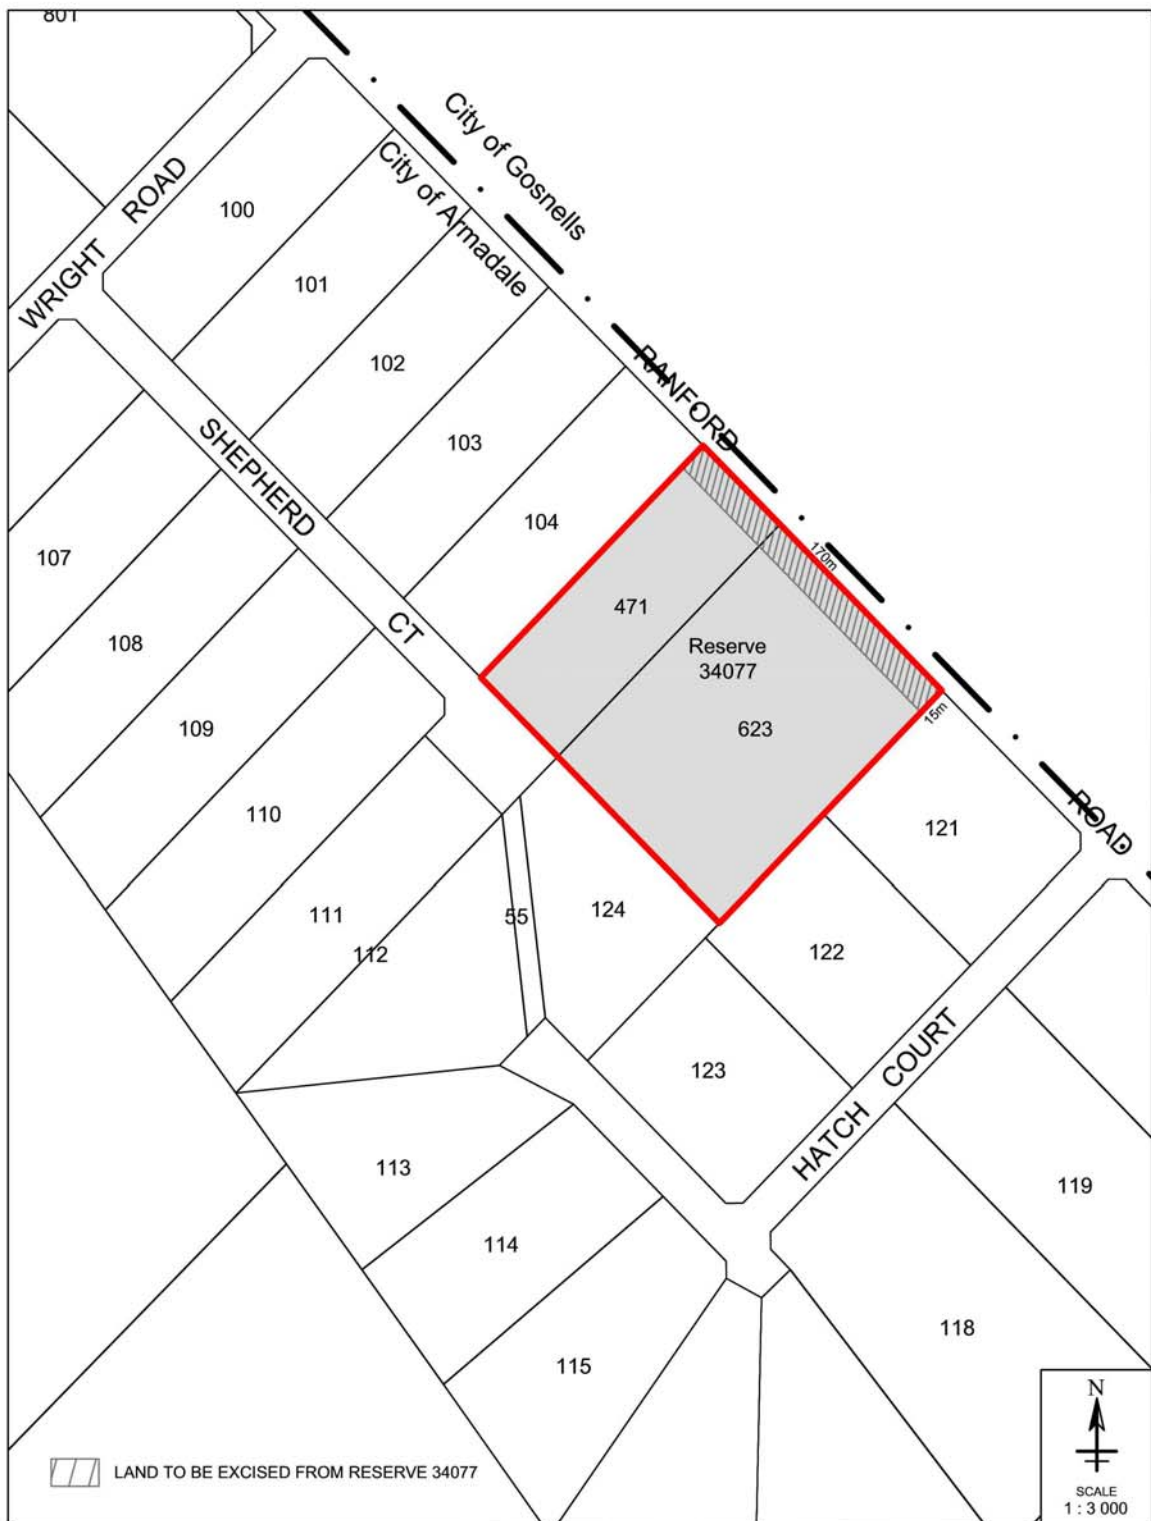 801
City of Gosnells
City of Armadale
WRIGHT ROAD
100
101
102
103
104
RANFORD
SHEPHERD
CT
107
108
109
110
111
112
471
Reserve
34077
623
170m
15m
121
ROAD
55
124
122
123
HATCH COURT
113
114
115
119
118
LAND TO BE EXCISED FROM RESERVE 34077
N
SCALE
1 : 3 000